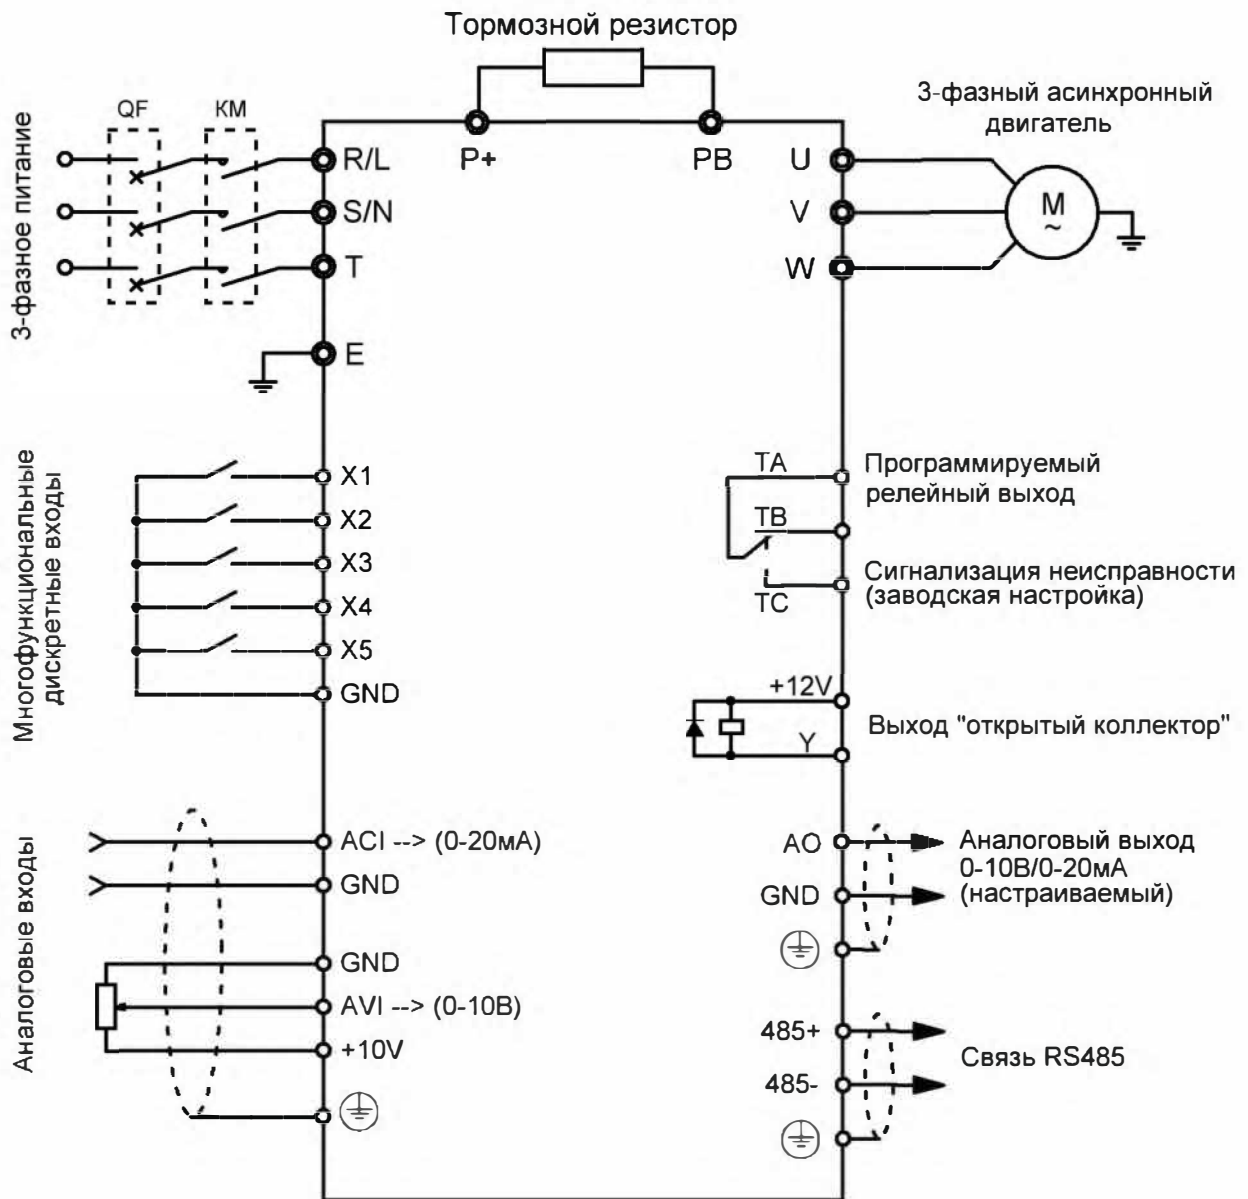 Тормозной резистор
QF
KM
3-фазный асинхронный
двигатель
P+
PB
R/L
S/N
T
E
U
V
W
M
~
3-фазное питание
Многофункциональные
дискретные входы
X1
X2
X3
X4
X5
GND
TA
TB
TC
Программируемый
релейный выход
Сигнализация неисправности
(заводская настройка)
+12V
Y
Выход "открытый коллектор"
Аналоговые входы
ACI --> (0-20мА)
GND
GND
AVI --> (0-10В)
+10V
AO
GND
Аналоговый выход
0-10В/0-20мА
(настраиваемый)
485+
485-
Связь RS485